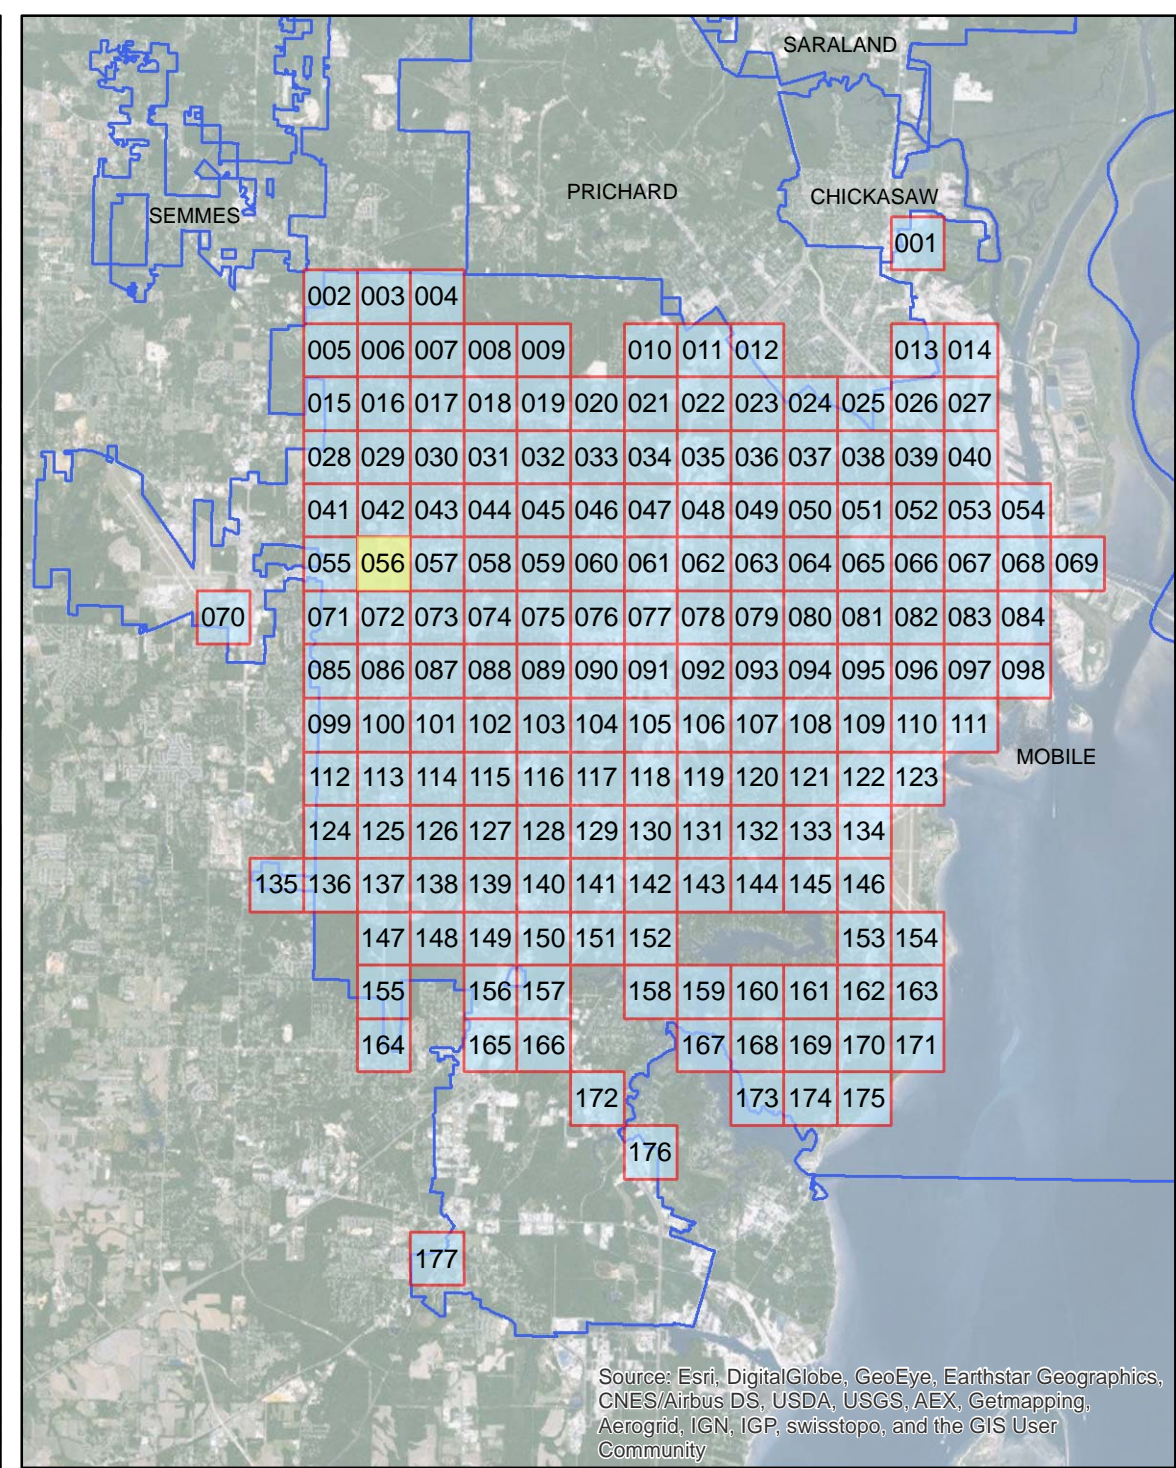 SARALAND
PRICHARD
CHICKASAW
SEMMES
001
002 003 004
005 006 007 008 009 010 011 012 013 014
015 016 017 018 019 020 021 022 023 024 025 026 027
028 029 030 031 032 033 034 035 036 037 038 039 040
041 042 043 044 045 046 047 048 049 050 051 052 053 054
055 056 057 058 059 060 061 062 063 064 065 066 067 068 069
070 071 072 073 074 075 076 077 078 079 080 081 082 083 084
085 086 087 088 089 090 091 092 093 094 095 096 097 098
099 100 101 102 103 104 105 106 107 108 109 110 111
MOBILE
112 113 114 115 116 117 118 119 120 121 122 123
124 125 126 127 128 129 130 131 132 133 134
135 136 137 138 139 140 141 142 143 144 145 146
147 148 149 150 151 152 153 154
155 156 157 158 159 160 161 162 163
164 165 166 167 168 169 170 171
172 173 174 175
176
177
Source: Esri, DigitalGlobe, GeoEye, Earthstar Geographics,
CNES/Airbus DS, USDA, USGS, AEX, Getmapping,
Aerogrid, IGN, IGP, swisstopo, and the GIS User
Community